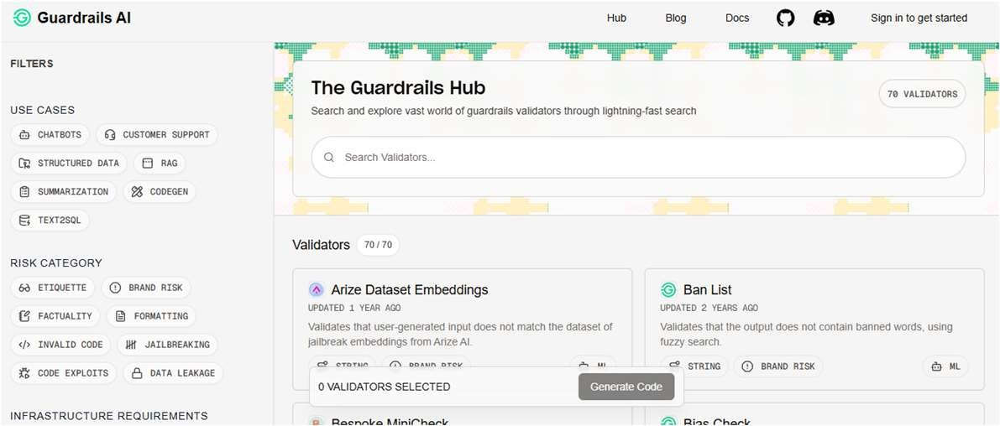 Guardrails AI
Hub Blog Docs Sign in to get started
FILTERS
USE CASES
CHATBOTS CUSTOMER SUPPORT
STRUCTURED DATA RAG
SUMMARIZATION CODEGEN
TEXT2SQL
RISK CATEGORY
ETIQUETTE BRAND RISK
FACTUALITY FORMATTING
INVALID CODE JAILBREAKING
CODE EXPLOITS DATA LEAKAGE
INFRASTRUCTURE REQUIREMENTS
The Guardrails Hub
70 VALIDATORS
Search and explore vast world of guardrails validators through lightning-fast search
Search Validators...
Validators 70 / 70
Arize Dataset Embeddings
UPDATED 1 YEAR AGO
Validates that user-generated input does not match the dataset of
jailbreak embeddings from Arize AI.
STRING BRAND RISK ML
Ban List
UPDATED 2 YEARS AGO
Validates that the output does not contain banned words, using
fuzzy search.
STRING BRAND RISK ML
0 VALIDATORS SELECTED Generate Code
Bespoke MiniCheck
Bias Check